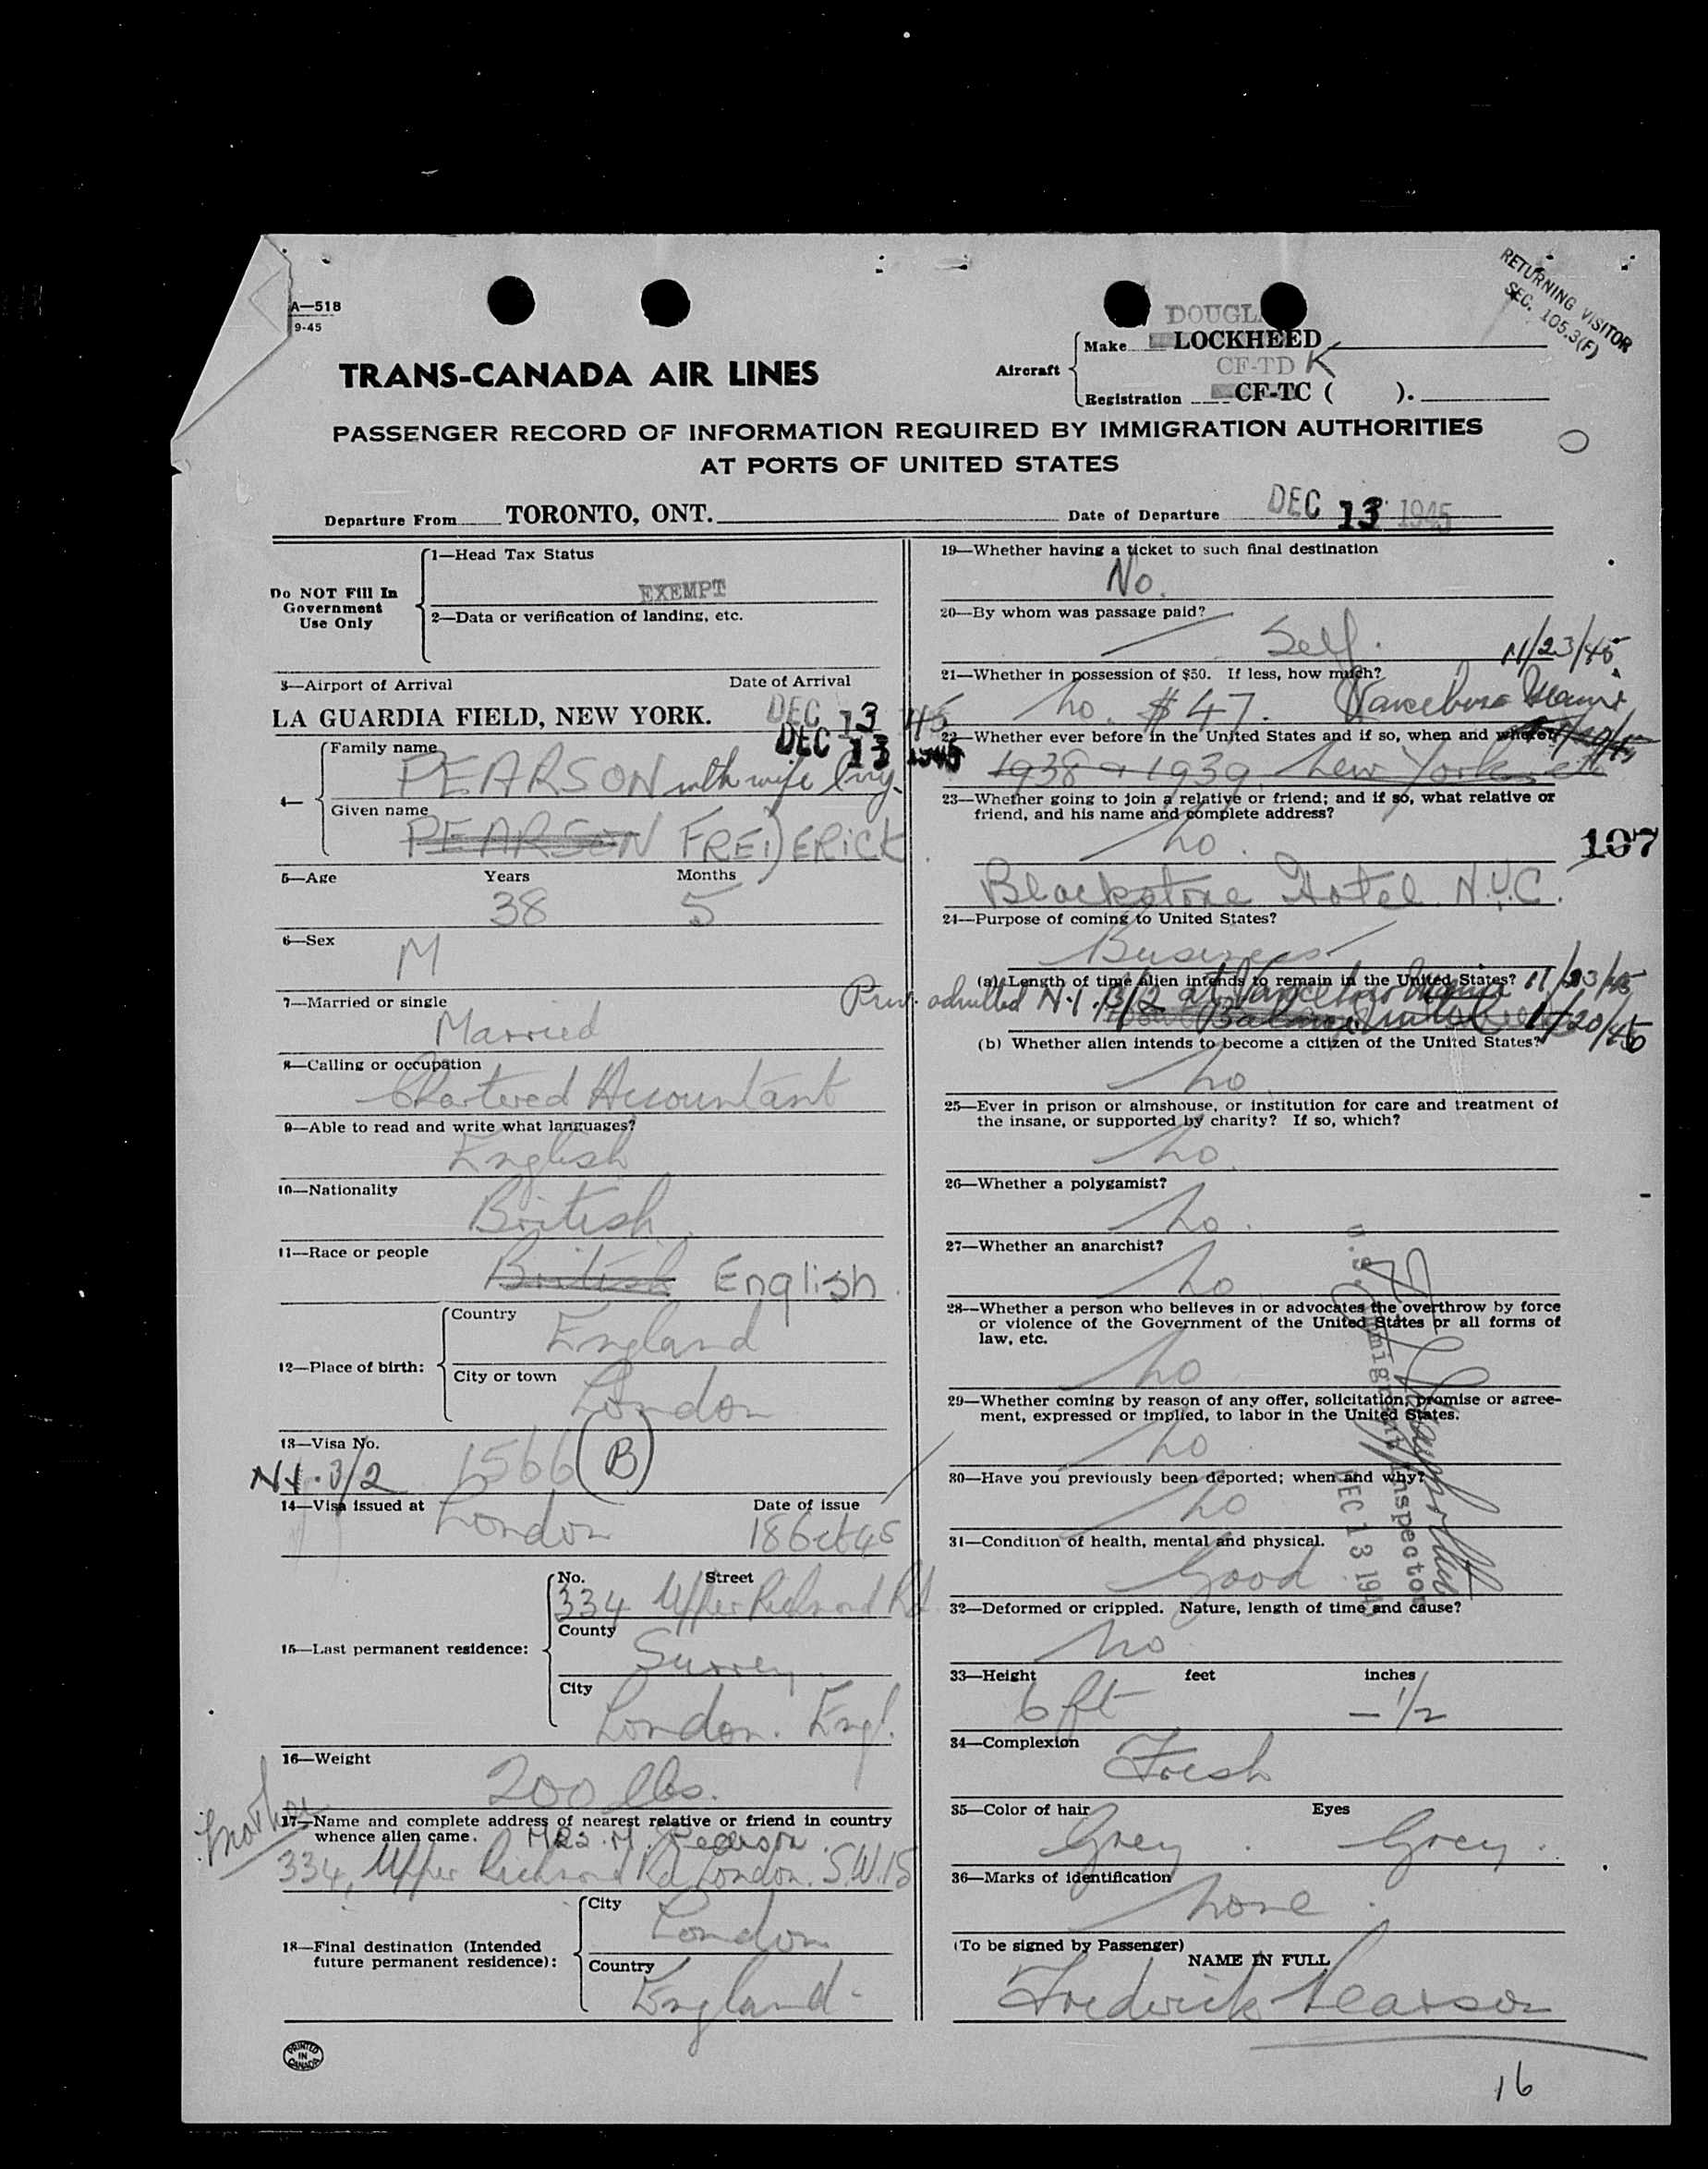 RETURNING VISITOR
SEC. 105.3(F)
A—518
9-45
DOUGL
Make LOCKHEED
TRANS-CANADA AIR LINES
Aircraft
CF-TD K
Registration CF-TC ( ).
PASSENGER RECORD OF INFORMATION REQUIRED BY IMMIGRATION AUTHORITIES
AT PORTS OF UNITED STATES
Departure From TORONTO, ONT. Date of Departure DEC 13 1945
Do NOT Fill In
Government
Use Only
1—Head Tax Status
EXEMPT
2—Data or verification of landing, etc.
3—Airport of Arrival Date of Arrival
LA GUARDIA FIELD, NEW YORK. DEC 13 45
DEC 13 1945
4—
Family name
PEARSON with wife
Given name
PEARSON FREDERICK.
5—Age Years Months
38 5
6—Sex
M
7—Married or single
Married
8—Calling or occupation
Chartered Accountant
9—Able to read and write what languages?
English
10—Nationality
British
11—Race or people
British English
12—Place of birth:
Country
England
City or town
London
13—Visa No.
N.I. 3/2 1566 (B)
14—Visa issued at Date of issue
London 18 Oct 45
15—Last permanent residence:
No. Street
334 Upper Richmond Rd
County
Surrey
City
London. Engl.
16—Weight
200 lbs.
mother
17—Name and complete address of nearest relative or friend in country
whence alien came. MRS. M. Pearson.
334, Upper Richmond Rd London. S.W.15
18—Final destination (Intended
future permanent residence):
City
London
Country
England
PRINTED
IN
CANADA
19—Whether having a ticket to such final destination
No.
20—By whom was passage paid?
Self.
11/23/45
21—Whether in possession of $50. If less, how much?
No. $47. Vanceboro Maine
22—Whether ever before in the United States and if so, when and where?
1938 & 1939 New York
23—Whether going to join a relative or friend; and if so, what relative or
friend, and his name and complete address?
No.
107
Blackstone Hotel. N.Y.C.
24—Purpose of coming to United States?
Business
(a) Length of time alien intends to remain in the United States? 11/23/45
Prev. admitted N.I. 3/2 at Vanceboro Maine
(b) Whether alien intends to become a citizen of the United States?
No.
25—Ever in prison or almshouse, or institution for care and treatment of
the insane, or supported by charity? If so, which?
No.
26—Whether a polygamist?
No.
27—Whether an anarchist?
No
28—Whether a person who believes in or advocates the overthrow by force
or violence of the Government of the United States or all forms of
law, etc.
No
29—Whether coming by reason of any offer, solicitation, promise or agree-
ment, expressed or implied, to labor in the United States.
No.
30—Have you previously been deported; when and why?
No
31—Condition of health, mental and physical.
Good
32—Deformed or crippled. Nature, length of time and cause?
No
33—Height feet inches
6 ft — 1/2
34—Complexion
Fresh
35—Color of hair Eyes
Grey. Grey.
36—Marks of identification
None.
(To be signed by Passenger)
NAME IN FULL
Frederick Pearson
U.S. Immigrant Inspector
DEC 13 194
16